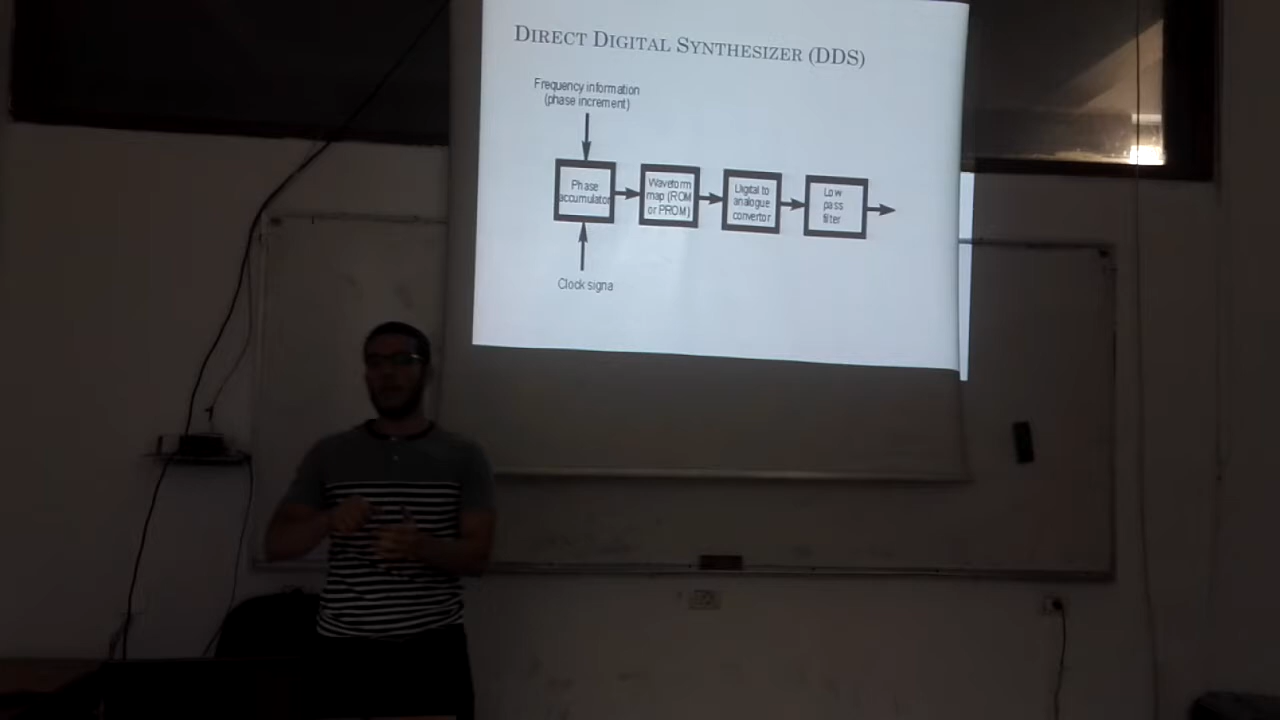 DIRECT DIGITAL SYNTHESIZER (DDS)
Frequency information
(phase increment)
Phase
accumulator
Waveform
map (ROM
or PROM)
Digital to
analogue
convertor
Low
pass
filter
Clock signa